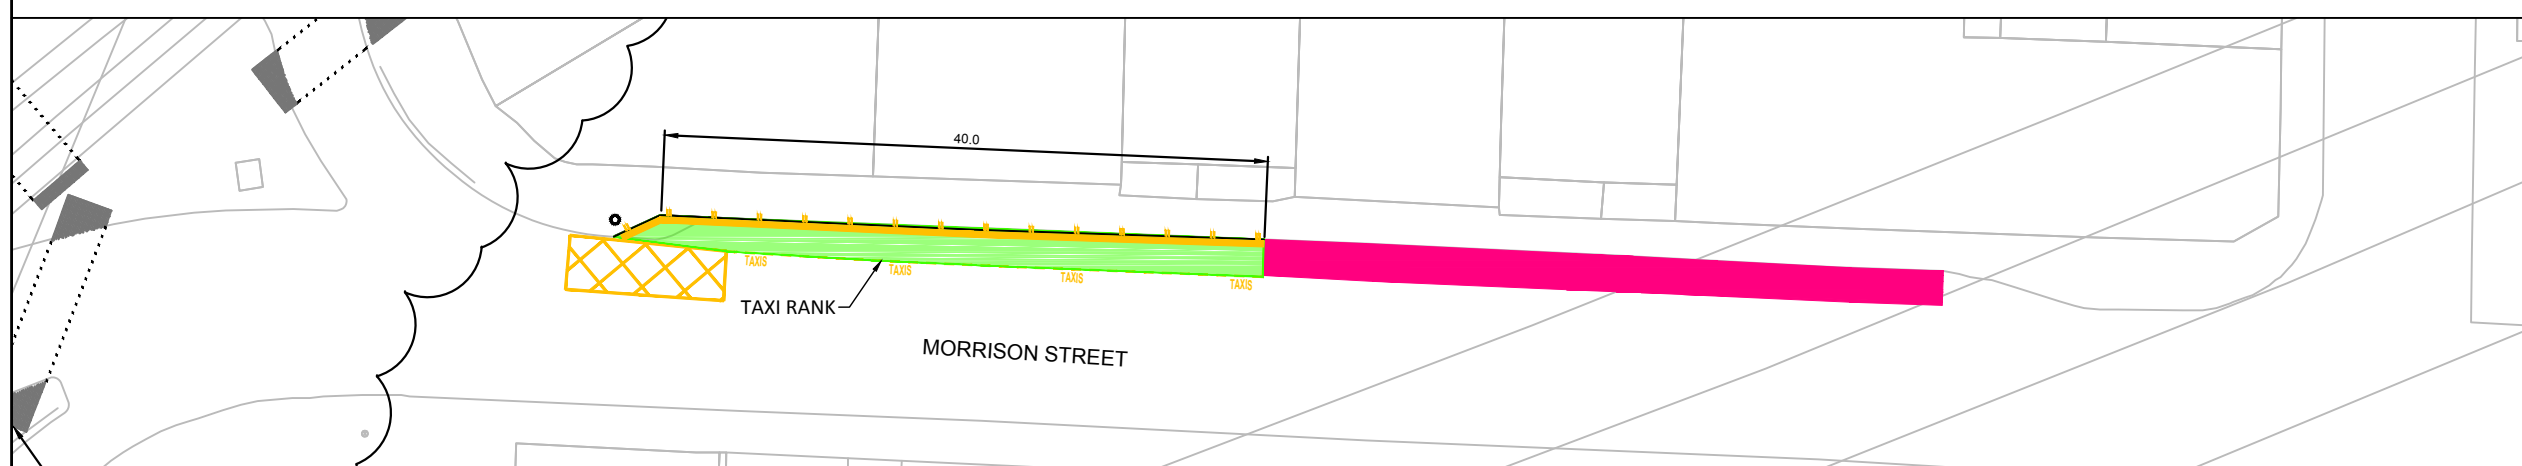 40.0
TAXIS
TAXIS
TAXIS
TAXIS
TAXI RANK
MORRISON STREET